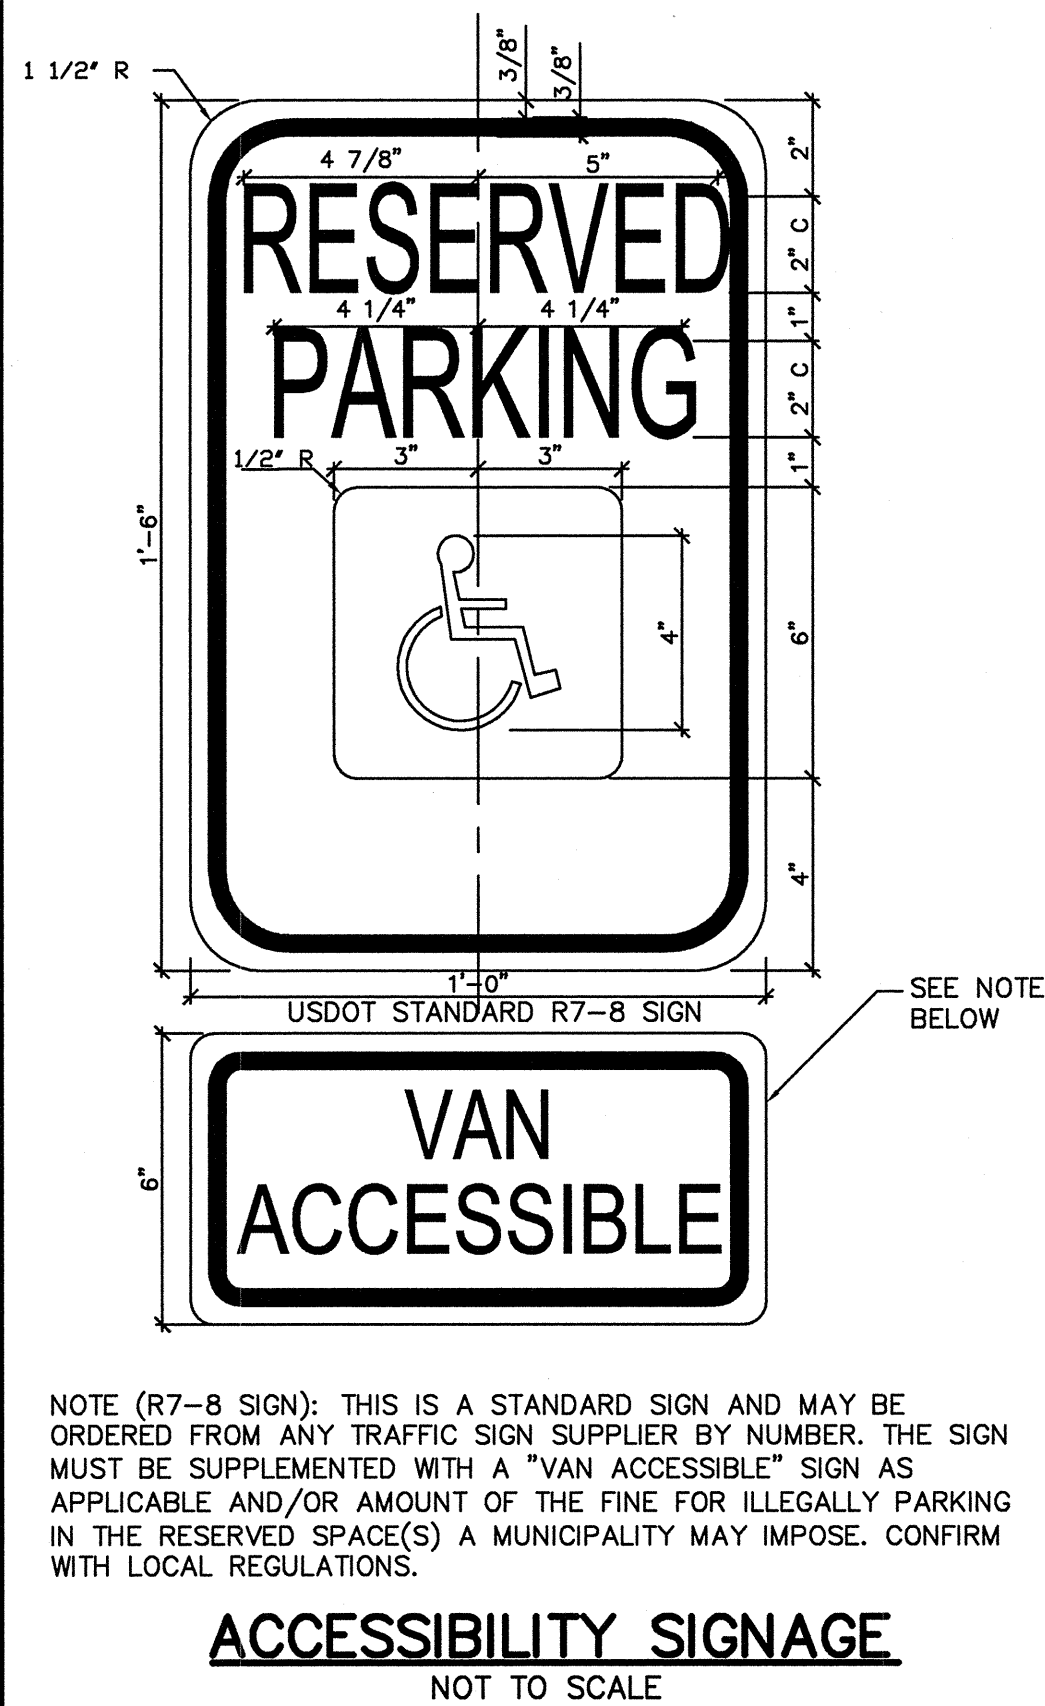 3/8"
3/8"
1 1/2" R
2"
4 7/8"
5"
RESERVED
2" C
4 1/4"
4 1/4"
1"
PARKING
2" C
1/2" R
3"
3"
1"
1'-6"
4"
6"
4"
1'-0"
USDOT STANDARD R7-8 SIGN
SEE NOTE
BELOW
VAN
6"
ACCESSIBLE
NOTE (R7-8 SIGN): THIS IS A STANDARD SIGN AND MAY BE
ORDERED FROM ANY TRAFFIC SIGN SUPPLIER BY NUMBER. THE SIGN
MUST BE SUPPLEMENTED WITH A "VAN ACCESSIBLE" SIGN AS
APPLICABLE AND/OR AMOUNT OF THE FINE FOR ILLEGALLY PARKING
IN THE RESERVED SPACE(S) A MUNICIPALITY MAY IMPOSE. CONFIRM
WITH LOCAL REGULATIONS.
ACCESSIBILITY SIGNAGE
NOT TO SCALE